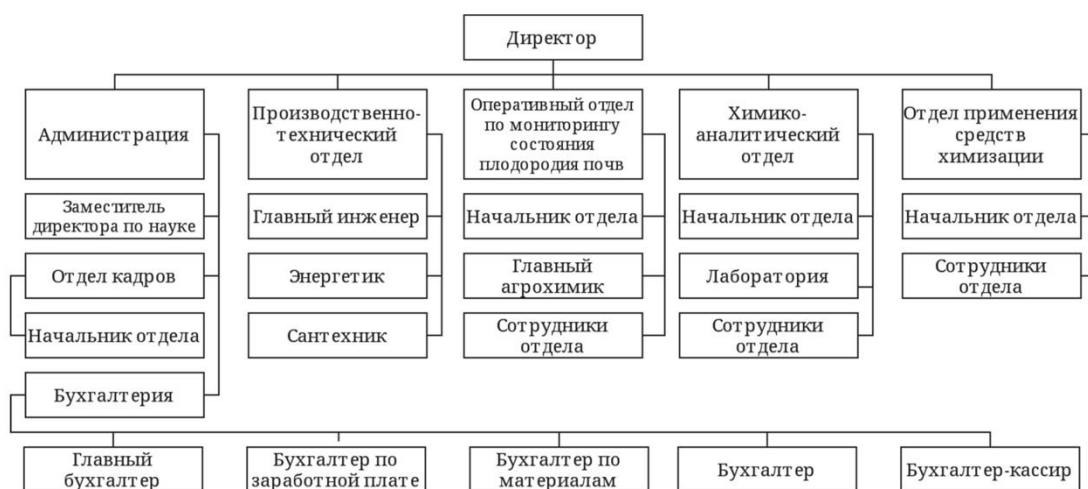 Директор
Администрация
Производственно-
технический
отдел
Оперативный отдел
по мониторингу
состояния
плодородия почв
Химико-
аналитический
отдел
Отдел применения
средств
химизации
Заместитель
директора по науке
Главный инженер
Начальник отдела
Начальник отдела
Начальник отдела
Отдел кадров
Энергетик
Главный
агрохимик
Лаборатория
Сотрудники
отдела
Начальник отдела
Сантехник
Сотрудники
отдела
Сотрудники
отдела
Бухгалтерия
Главный
бухгалтер
Бухгалтер по
заработной плате
Бухгалтер по
материалам
Бухгалтер
Бухгалтер-кассир